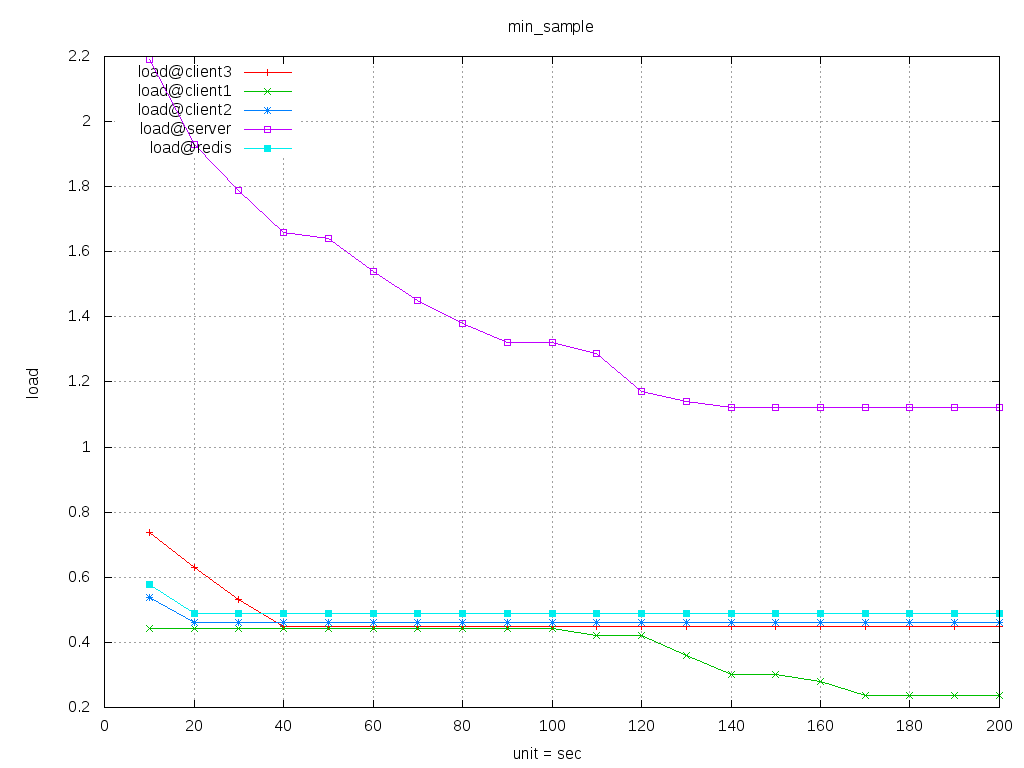 min_sample
2.2
2
1.8
1.6
1.4
1.2
1
0.8
0.6
0.4
0.2
load
load@client3
load@client1
load@client2
load@server
load@redis
0 20 40 60 80 100 120 140 160 180 200
unit = sec